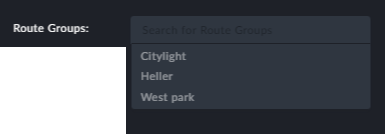 Route Groups:
Search for Route Groups
Citylight
Heller
West park